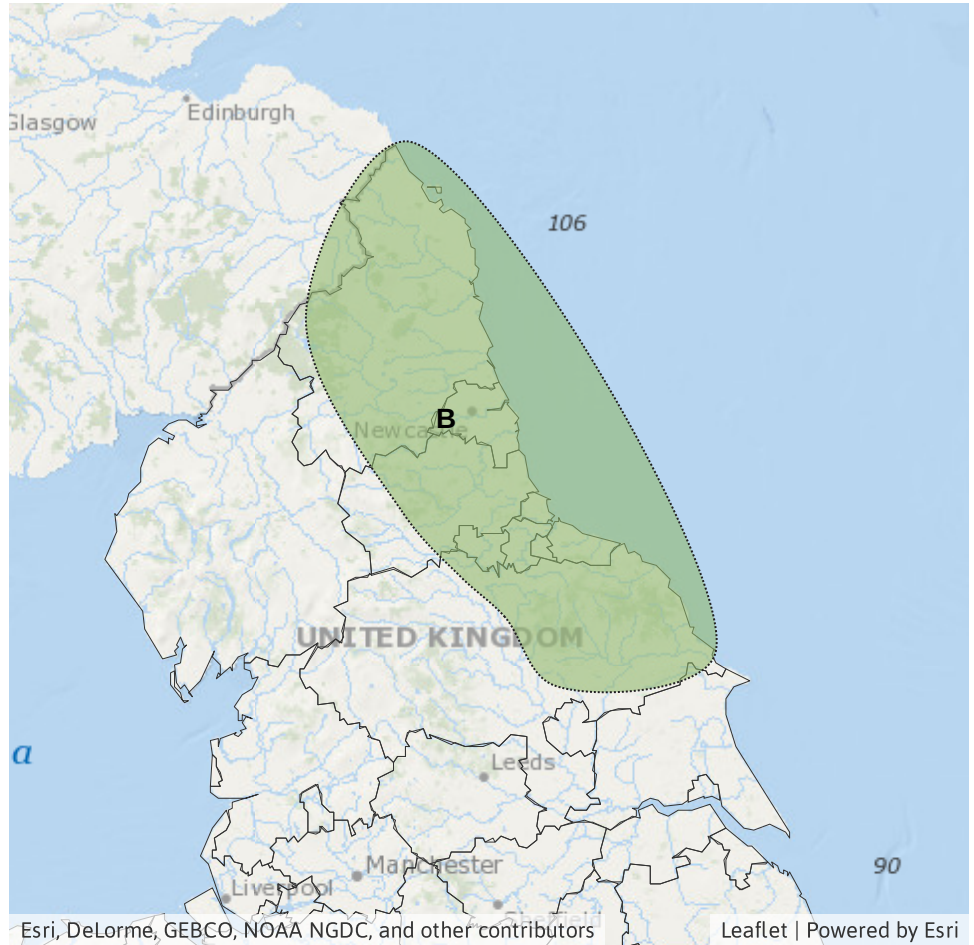 Edinburgh
Glasgow
106
B
Newcastle
UNITED KINGDOM
a
Leeds
Manchester
90
Liverpool
Sheffield
Esri, DeLorme, GEBCO, NOAA NGDC, and other contributors
Leaflet | Powered by Esri